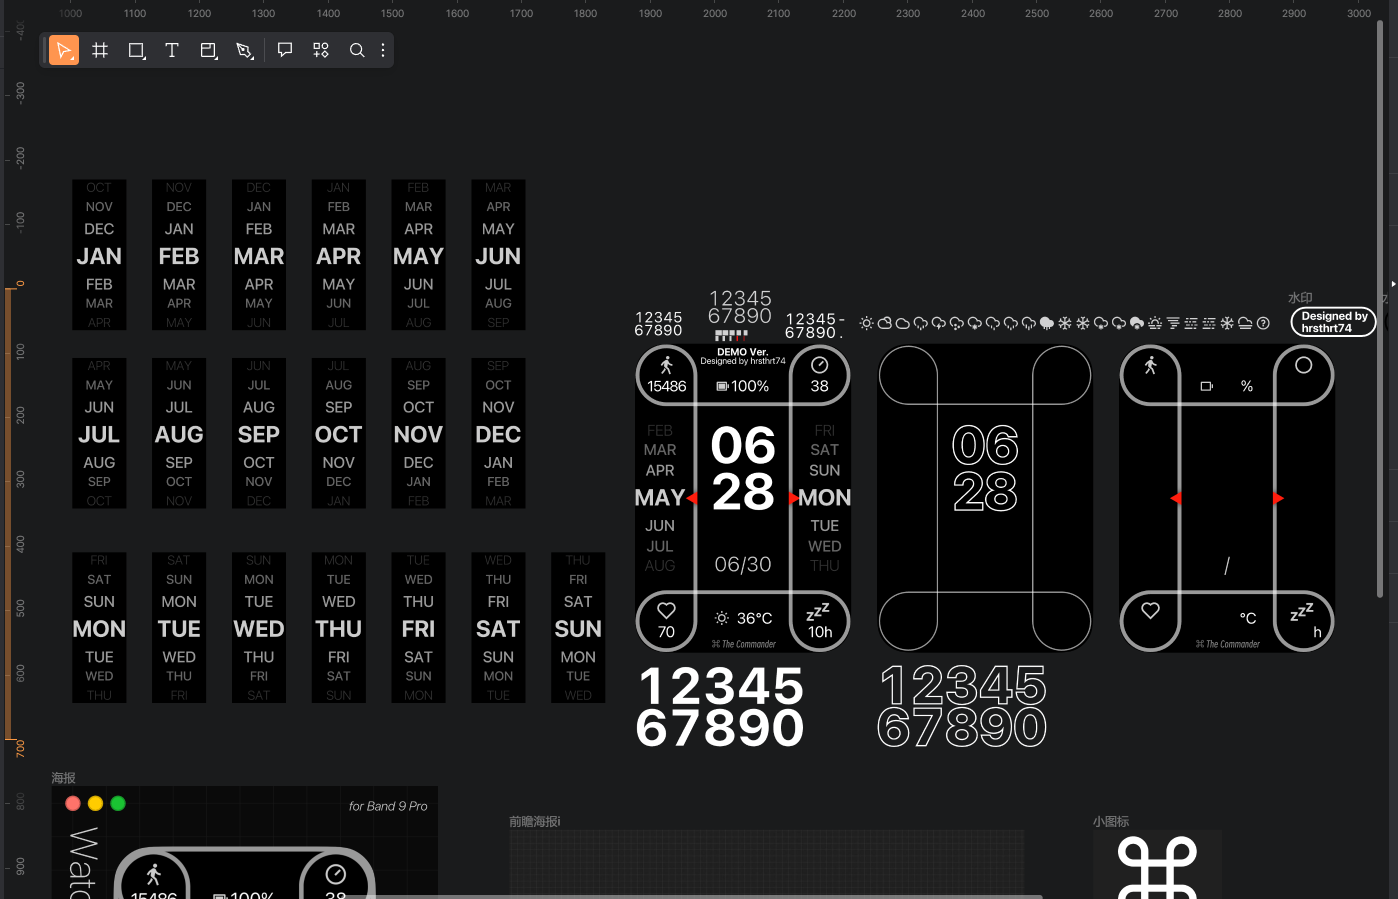 1000 1100 1200 1300 1400 1500 1600 1700 1800 1900 2000 2100 2200 2300 2400 2500 2600 2700 2800 2900 3000
-300
-200
-100
0
100
200
300
400
500
600
700
800
900
OCT NOV DEC JAN FEB MAR
NOV DEC JAN FEB MAR APR
DEC JAN FEB MAR APR MAY
JAN FEB MAR APR MAY JUN
FEB MAR APR MAY JUN JUL
MAR APR MAY JUN JUL AUG
APR MAY JUN JUL AUG SEP
APR MAY JUN JUL AUG SEP
MAY JUN JUL AUG SEP OCT
JUN JUL AUG SEP OCT NOV
JUL AUG SEP OCT NOV DEC
AUG SEP OCT NOV DEC JAN
SEP OCT NOV DEC JAN FEB
OCT NOV DEC JAN FEB MAR
FRI SAT SUN MON TUE WED THU
SAT SUN MON TUE WED THU FRI
SUN MON TUE WED THU FRI SAT
MON TUE WED THU FRI SAT SUN
TUE WED THU FRI SAT SUN MON
WED THU FRI SAT SUN MON TUE
THU FRI SAT SUN MON TUE WED
12345
67890
12345
67890
12345-
67890.
水印
Designed by
hrsthrt74
DEMO Ver.
Designed by hrsthrt74
15486 100% 38
FEB 06 FRI
MAR SAT
APR SUN
MAY 28 MON
JUN TUE
JUL WED
AUG 06/30 THU
70 36°C zzz 10h
⌘ The Commander
12345
67890
06
28
12345
67890
%
/
°C zzz h
⌘ The Commander
海报
for Band 9 Pro
Watc
15486 100% 38
前瞻海报i
小图标
⌘